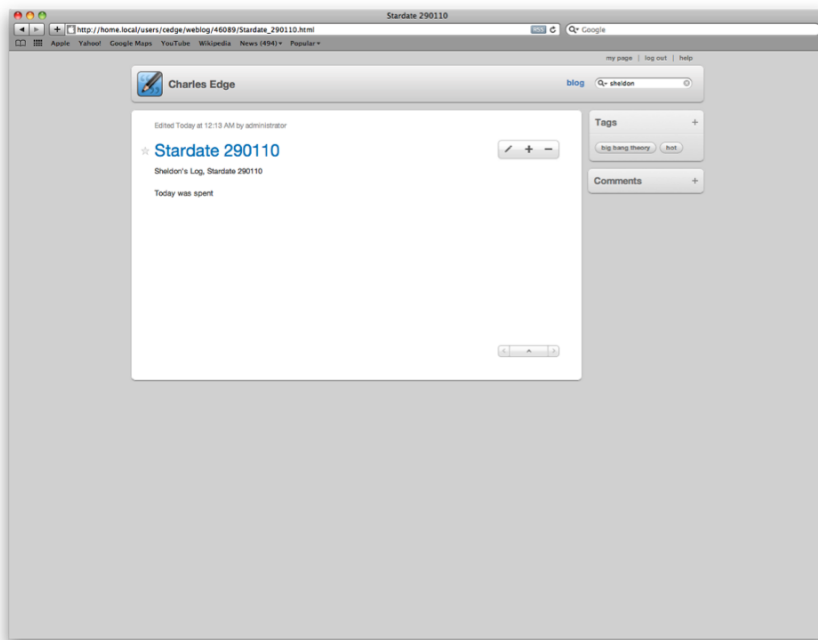 Stardate 290110
http://home.local/users/cedge/weblog/46089/Stardate_290110.html RSS Google
Apple Yahoo! Google Maps YouTube Wikipedia News (494) Popular
my page | log out | help
Charles Edge blog sheldon
Edited Today at 12:13 AM by administrator
Tags +
Stardate 290110
big bang theory
Sheldon's Log, Stardate 290110
Comments +
Today was spent